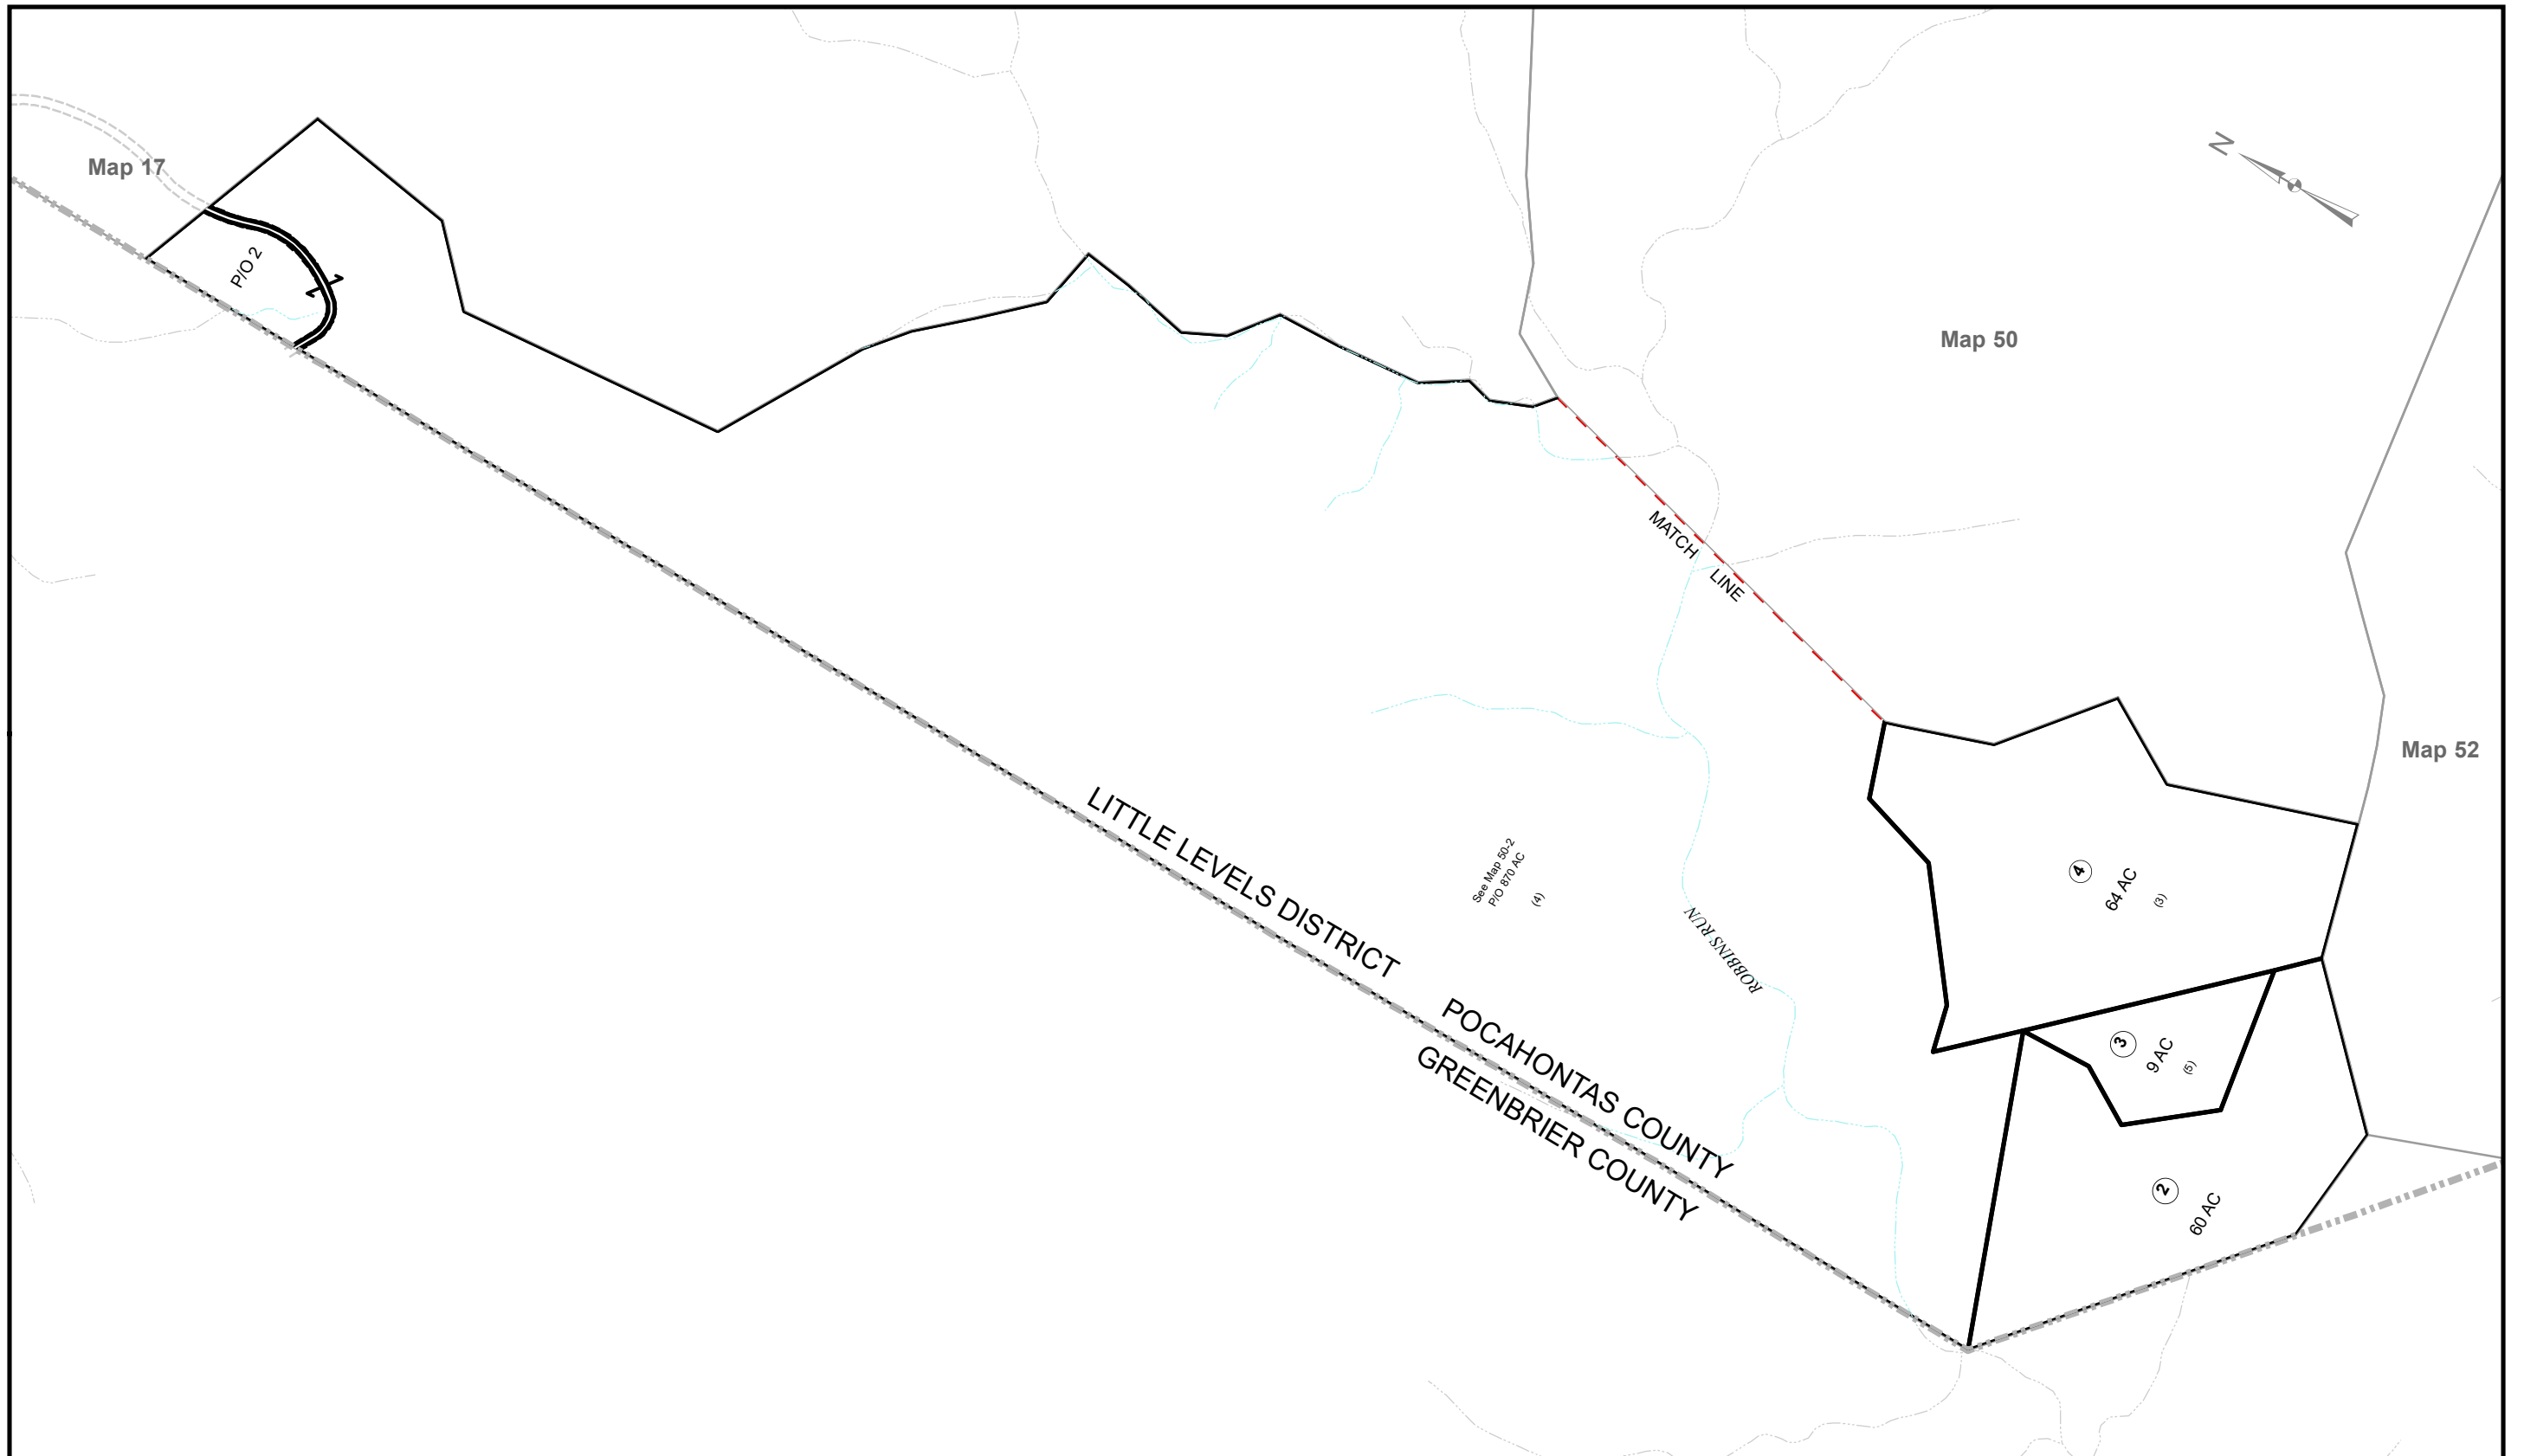 Map 17
N
P/O 2
Map 50
MATCH LINE
Map 52
LITTLE LEVELS DISTRICT
See Map 50-2
P/O 870 AC
(4)
4
64 AC
(3)
ROBBINS RUN
POCAHONTAS COUNTY
GREENBRIER COUNTY
3
9 AC
(5)
2
60 AC